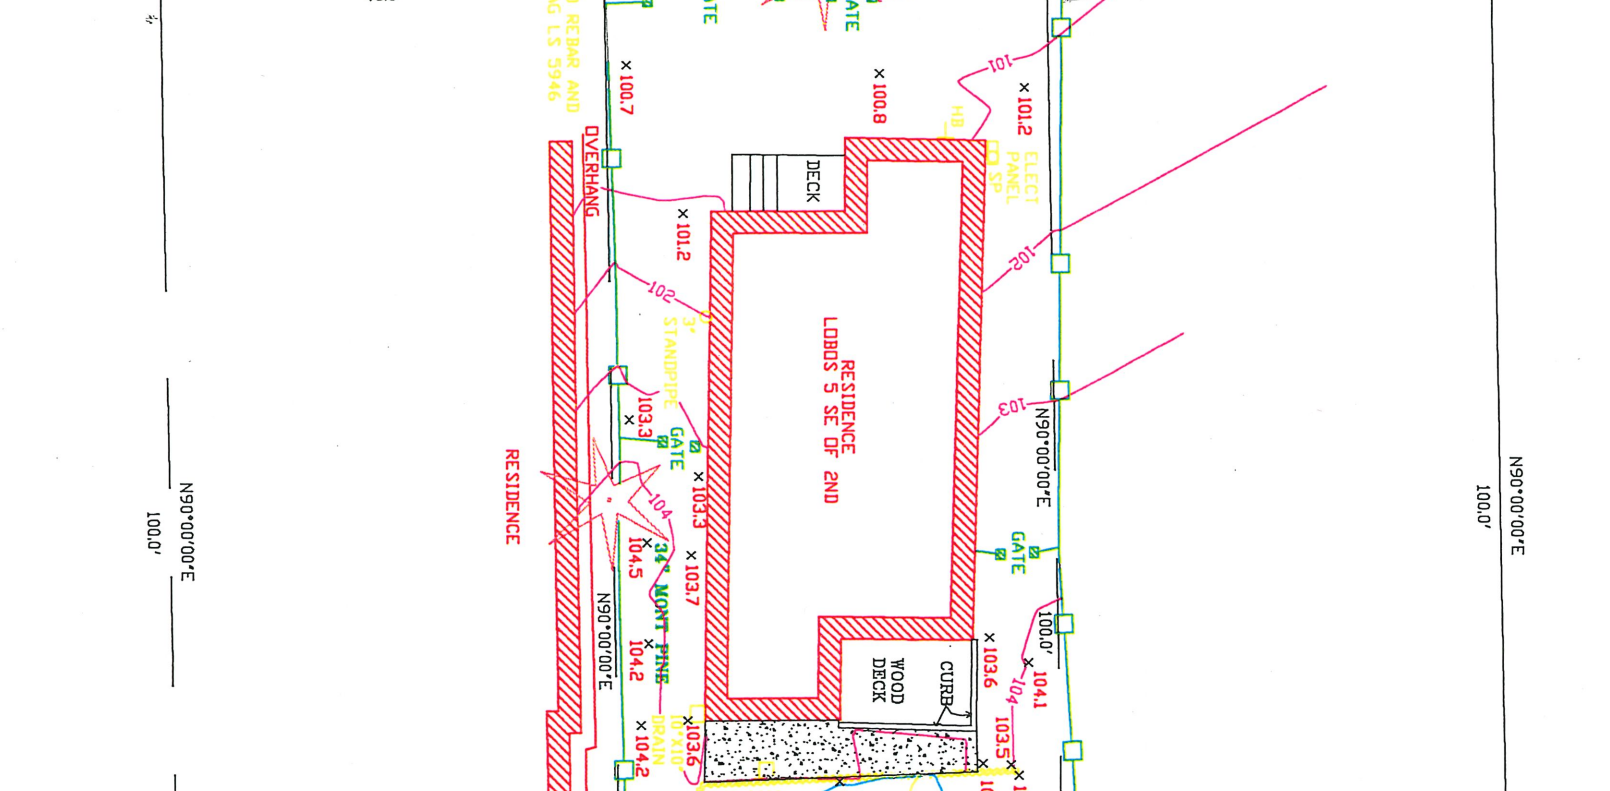 REBAR AND
AG LS 5946
ATE
ATE
100.7
100.8
101
101.2
HB
ELECT
PANEL
SP
OVERHANG
DECK
101.2
102
102
3"
STANDPIPE
RESIDENCE
LOBOS 5 SE OF 2ND
103
103.3
GATE
103.3
104
RESIDENCE
N90°00'00"E
N90°00'00"E
100.0'
N90°00'00"E
100.0'
GATE
104.5
34" MONT PINE
103.7
N90°00'00"E
100.0'
104.2
WOOD
DECK
CURB
103.6
104.1
104
103.5
104.2
10"X10"
DRAIN
103.6